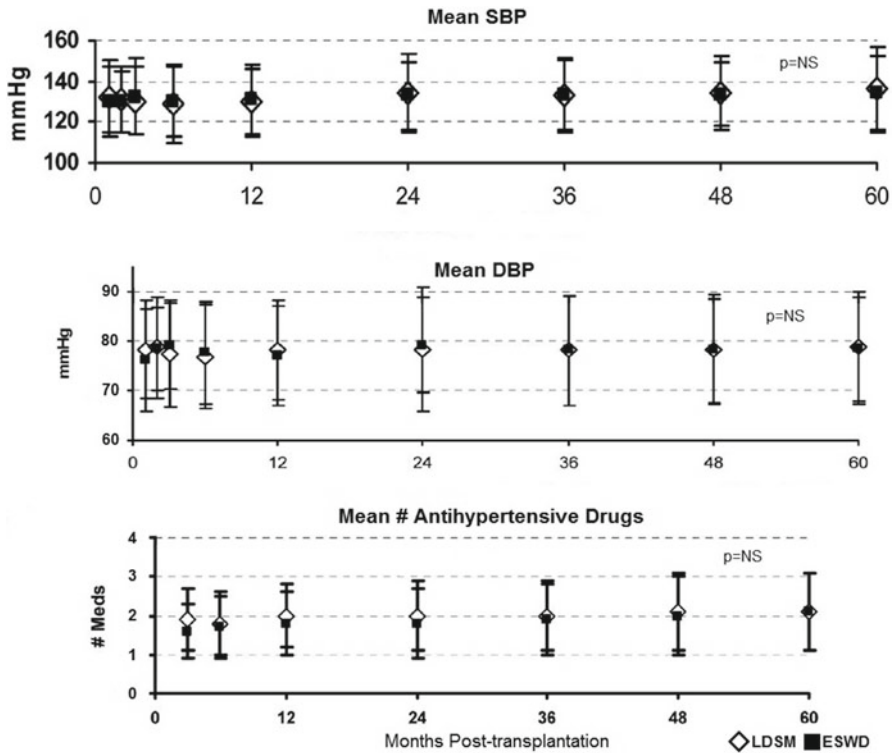 Mean SBP
160
p=NS
140
mmHg
120
100
0 12 24 36 48 60
Mean DBP
90
p=NS
80
mmHg
70
60
0 12 24 36 48 60
Mean # Antihypertensive Drugs
4
p=NS
3
# Meds
2
1
0
0 12 24 36 48 60
Months Post-transplantation
LDSM ESWD